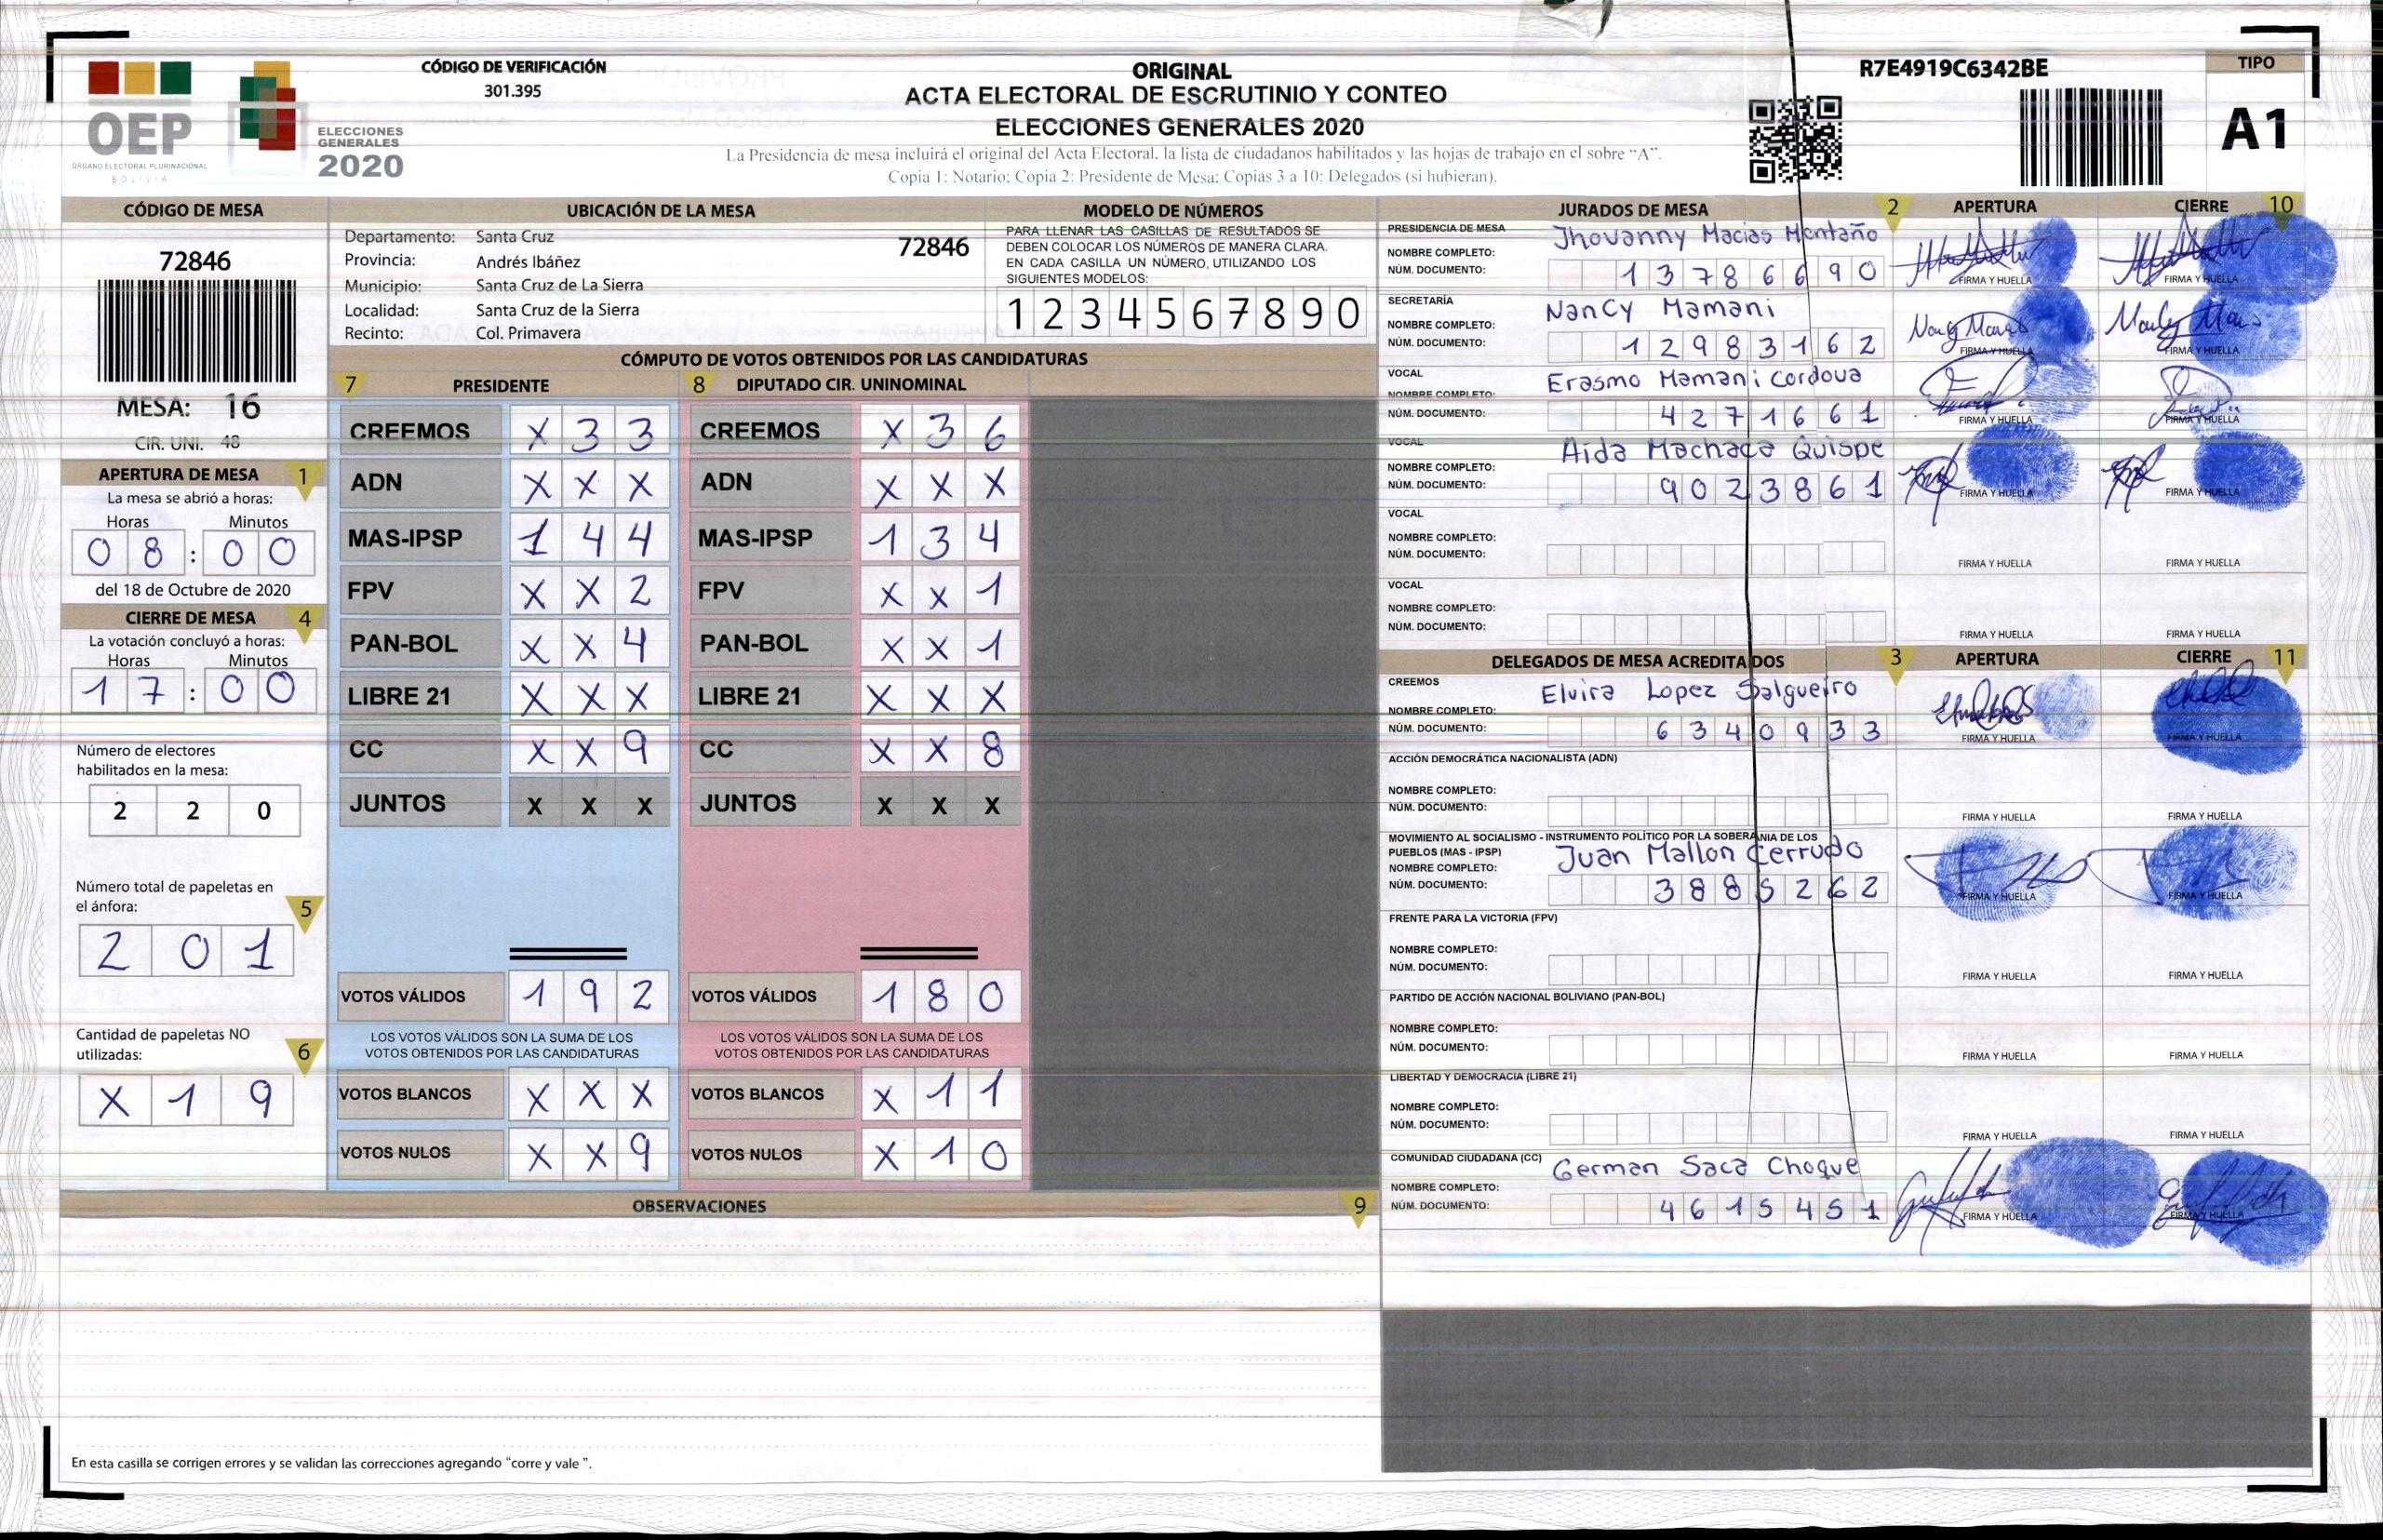 CÓDIGO DE VERIFICACIÓN
301.395
OEP
ÓRGANO ELECTORAL PLURINACIONAL
BOLIVIA
ELECCIONES
GENERALES
2020
ORIGINAL
ACTA ELECTORAL DE ESCRUTINIO Y CONTEO
ELECCIONES GENERALES 2020
La Presidencia de mesa incluirá el original del Acta Electoral, la lista de ciudadanos habilitados y las hojas de trabajo en el sobre “A”.
Copia 1: Notario; Copia 2: Presidente de Mesa; Copias 3 a 10: Delegados (si hubieran).
R7E4919C6342BE
TIPO
A1
CÓDIGO DE MESA
72846
MESA: 16
CIR. UNI. 48
APERTURA DE MESA 1
La mesa se abrió a horas:
Horas Minutos
08:00
del 18 de Octubre de 2020
CIERRE DE MESA 4
La votación concluyó a horas:
Horas Minutos
17:00
Número de electores
habilitados en la mesa:
2 2 0
Número total de papeletas en
el ánfora: 5
2 0 1
Cantidad de papeletas NO
utilizadas: 6
X 1 9
UBICACIÓN DE LA MESA
Departamento: Santa Cruz
72846
Provincia: Andrés Ibáñez
Municipio: Santa Cruz de La Sierra
Localidad: Santa Cruz de la Sierra
Recinto: Col. Primavera
MODELO DE NÚMEROS
PARA LLENAR LAS CASILLAS DE RESULTADOS SE
DEBEN COLOCAR LOS NÚMEROS DE MANERA CLARA.
EN CADA CASILLA UN NÚMERO, UTILIZANDO LOS
SIGUIENTES MODELOS:
1 2 3 4 5 6 7 8 9 0
CÓMPUTO DE VOTOS OBTENIDOS POR LAS CANDIDATURAS
7 PRESIDENTE
CREEMOS X 3 3
ADN X X X
MAS-IPSP 1 4 4
FPV X X 2
PAN-BOL X X 4
LIBRE 21 X X X
CC X X 9
JUNTOS X X X
VOTOS VÁLIDOS 1 9 2
LOS VOTOS VÁLIDOS SON LA SUMA DE LOS
VOTOS OBTENIDOS POR LAS CANDIDATURAS
VOTOS BLANCOS X X X
VOTOS NULOS X X 9
8 DIPUTADO CIR. UNINOMINAL
CREEMOS X 3 6
ADN X X X
MAS-IPSP 1 3 4
FPV X X 1
PAN-BOL X X 1
LIBRE 21 X X X
CC X X 8
JUNTOS X X X
VOTOS VÁLIDOS 1 8 0
LOS VOTOS VÁLIDOS SON LA SUMA DE LOS
VOTOS OBTENIDOS POR LAS CANDIDATURAS
VOTOS BLANCOS X 1 1
VOTOS NULOS X 1 0
OBSERVACIONES 9
En esta casilla se corrigen errores y se validan las correcciones agregando “corre y vale ”.
JURADOS DE MESA 2 APERTURA CIERRE 10
PRESIDENCIA DE MESA
NOMBRE COMPLETO: Jhovanny Macias Montaño
NÚM. DOCUMENTO: 13786690
FIRMA Y HUELLA FIRMA Y HUELLA
SECRETARÍA
NOMBRE COMPLETO: Nancy Mamani
NÚM. DOCUMENTO: 12983162
FIRMA Y HUELLA FIRMA Y HUELLA
VOCAL
NOMBRE COMPLETO: Erasmo Mamani Cordova
NÚM. DOCUMENTO: 4271661
FIRMA Y HUELLA FIRMA Y HUELLA
VOCAL
NOMBRE COMPLETO: Aida Machaca Quispe
NÚM. DOCUMENTO: 9023861
FIRMA Y HUELLA FIRMA Y HUELLA
VOCAL
NOMBRE COMPLETO:
NÚM. DOCUMENTO:
FIRMA Y HUELLA FIRMA Y HUELLA
VOCAL
NOMBRE COMPLETO:
NÚM. DOCUMENTO:
FIRMA Y HUELLA FIRMA Y HUELLA
DELEGADOS DE MESA ACREDITADOS 3 APERTURA CIERRE 11
CREEMOS
NOMBRE COMPLETO: Elvira Lopez Salgueiro
NÚM. DOCUMENTO: 6340933
FIRMA Y HUELLA FIRMA Y HUELLA
ACCIÓN DEMOCRÁTICA NACIONALISTA (ADN)
NOMBRE COMPLETO:
NÚM. DOCUMENTO:
FIRMA Y HUELLA FIRMA Y HUELLA
MOVIMIENTO AL SOCIALISMO - INSTRUMENTO POLÍTICO POR LA SOBERANIA DE LOS
PUEBLOS (MAS - IPSP)
NOMBRE COMPLETO: Juan Mallon Cerrudo
NÚM. DOCUMENTO: 3885262
FIRMA Y HUELLA FIRMA Y HUELLA
FRENTE PARA LA VICTORIA (FPV)
NOMBRE COMPLETO:
NÚM. DOCUMENTO:
FIRMA Y HUELLA FIRMA Y HUELLA
PARTIDO DE ACCIÓN NACIONAL BOLIVIANO (PAN-BOL)
NOMBRE COMPLETO:
NÚM. DOCUMENTO:
FIRMA Y HUELLA FIRMA Y HUELLA
LIBERTAD Y DEMOCRACIA (LIBRE 21)
NOMBRE COMPLETO:
NÚM. DOCUMENTO:
FIRMA Y HUELLA FIRMA Y HUELLA
COMUNIDAD CIUDADANA (CC)
NOMBRE COMPLETO: German Saca Choque
NÚM. DOCUMENTO: 4615451
FIRMA Y HUELLA FIRMA Y HUELLA